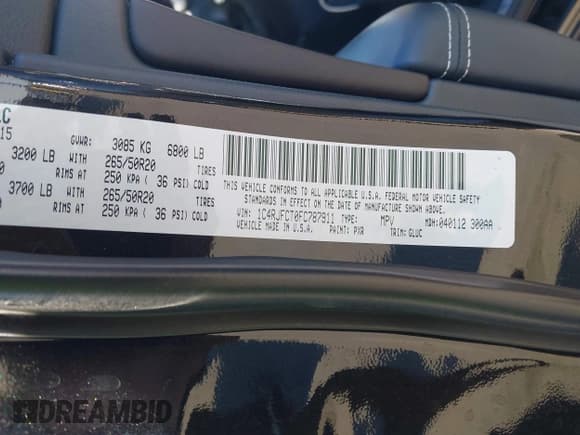 LC
15
GVWR: 3085 KG 6800 LB
3200 LB WITH 265/50R20 TIRES
0 RIMS AT 250 KPA ( 36 PSI) COLD
3700 LB WITH 265/50R20 TIRES
0 RIMS AT 250 KPA ( 36 PSI) COLD
THIS VEHICLE CONFORMS TO ALL APPLICABLE U.S.A. FEDERAL MOTOR VEHICLE SAFETY
STANDARDS IN EFFECT ON THE DATE OF MANUFACTURE SHOWN ABOVE.
VIN: 1C4RJFCT0FC787911 TYPE: MPV MDH:040112 300AA
VEHICLE MADE IN U.S.A. PAINT: PXR TRIM: GLUC
DREAMBID